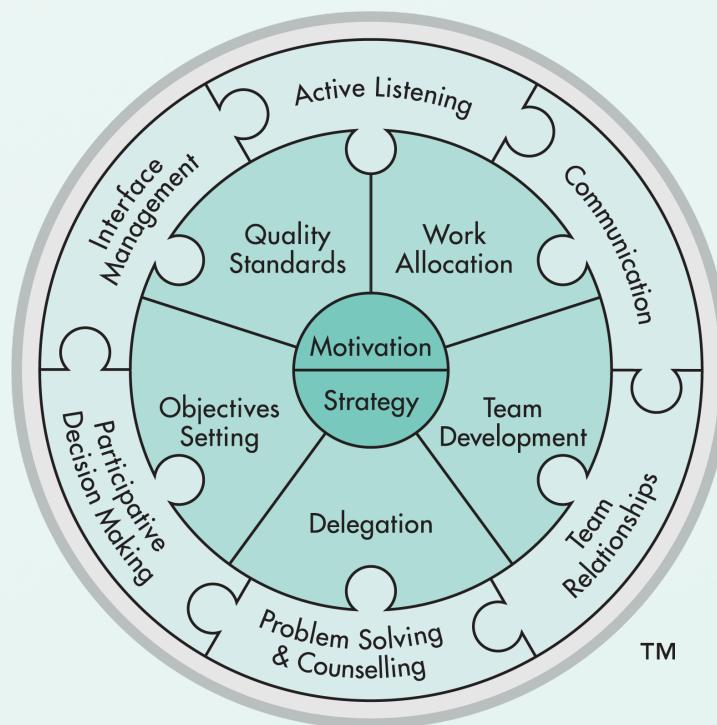 Active Listening
Communication
Team
Relationships
Problem Solving
& Counselling
Participative
Decision Making
Interface
Management
Quality
Standards
Work
Allocation
Team
Development
Delegation
Objectives
Setting
Motivation
Strategy
TM